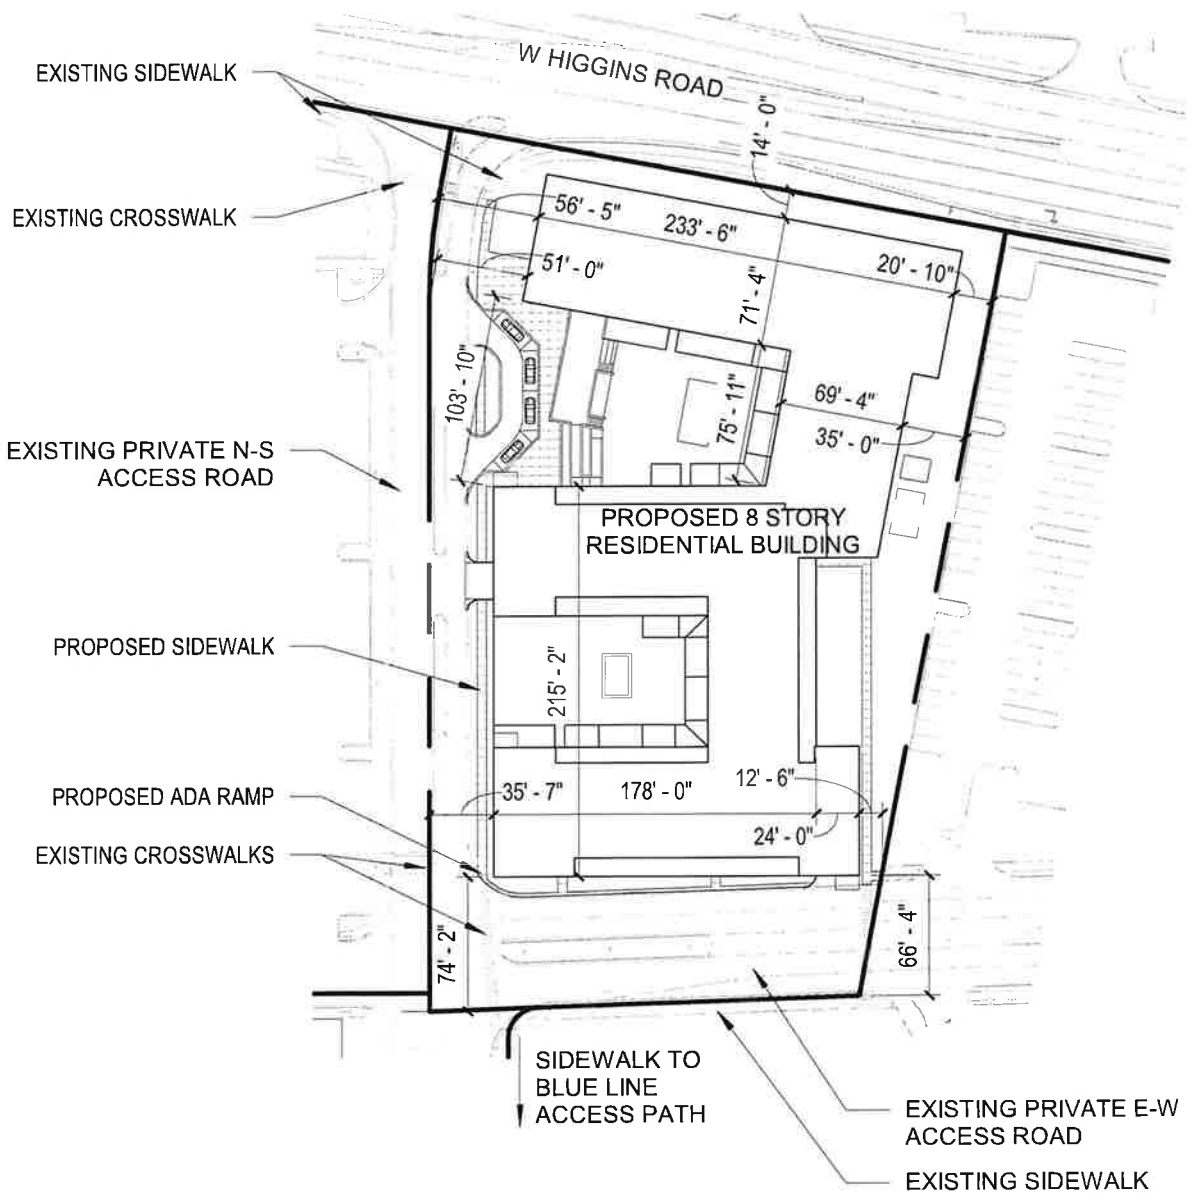 W HIGGINS ROAD
EXISTING SIDEWALK
14' - 0"
EXISTING CROSSWALK
56' - 5"
233' - 6"
20' - 10"
51' - 0"
71' - 4"
103' - 10"
75' - 11"
69' - 4"
35' - 0"
EXISTING PRIVATE N-S
ACCESS ROAD
PROPOSED 8 STORY
RESIDENTIAL BUILDING
PROPOSED SIDEWALK
215' - 2"
PROPOSED ADA RAMP
35' - 7"
178' - 0"
12' - 6"
24' - 0"
EXISTING CROSSWALKS
74' - 2"
66' - 4"
SIDEWALK TO
BLUE LINE
ACCESS PATH
EXISTING PRIVATE E-W
ACCESS ROAD
EXISTING SIDEWALK